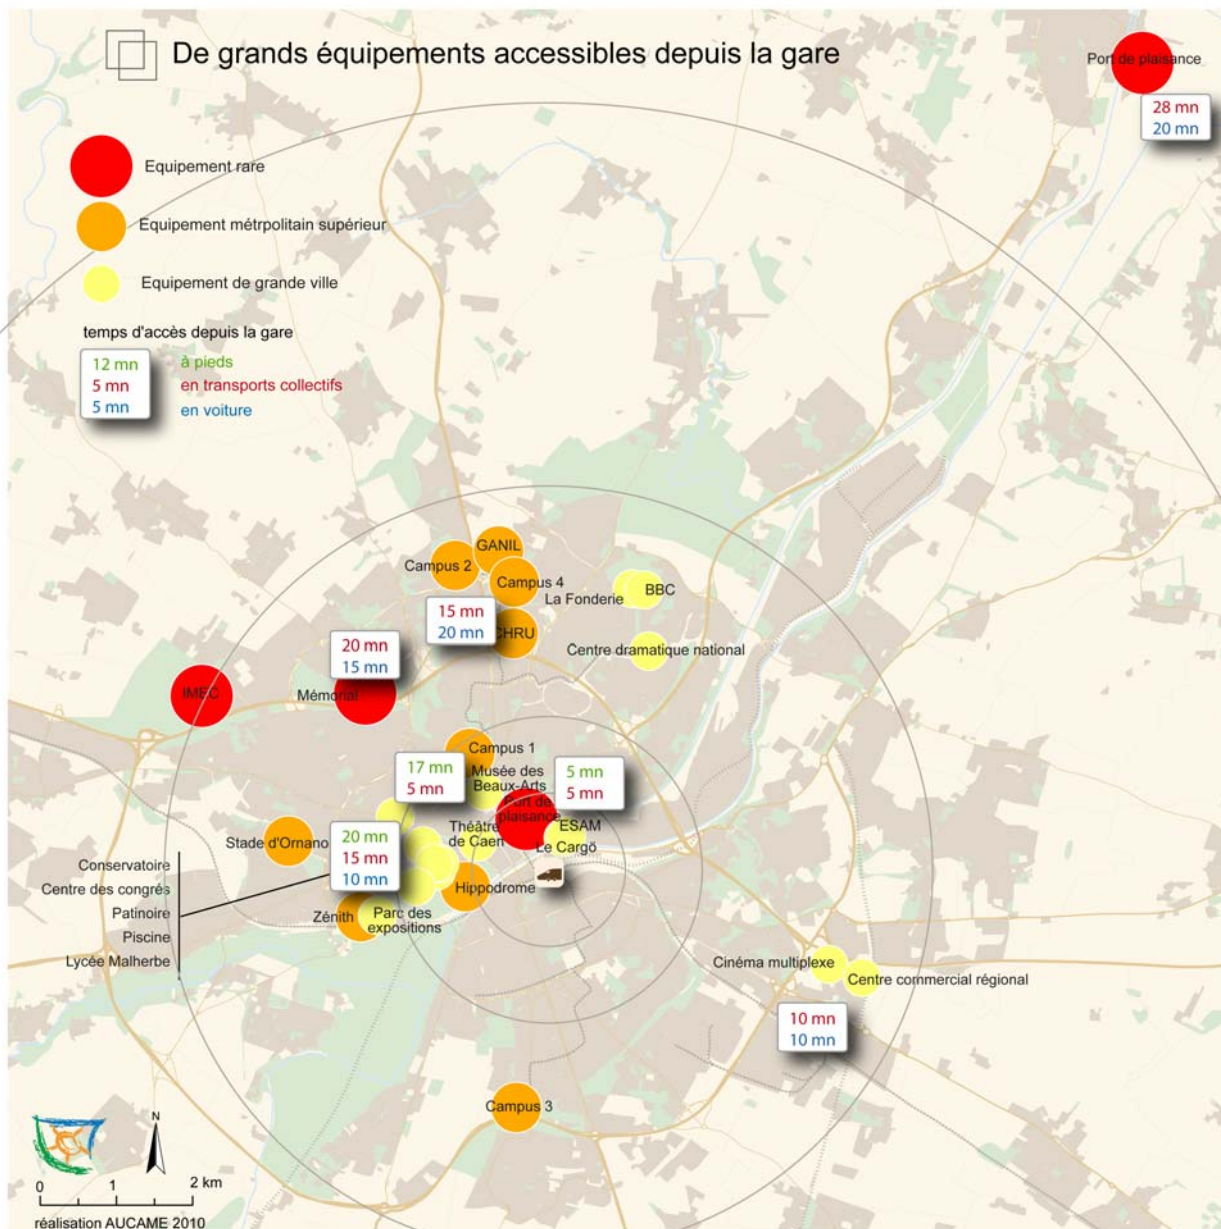 De grands équipements accessibles depuis la gare
Port de plaisance
28 mn
20 mn
Equipement rare
Equipement métrpolitain supérieur
Equipement de grande ville
temps d'accès depuis la gare
12 mn
à pieds
5 mn
en transports collectifs
5 mn
en voiture
GANIL
Campus 2
Campus 4
La Fonderie
BBC
15 mn
20 mn
CHRU
20 mn
15 mn
Centre dramatique national
IMEC
Mémorial
Campus 1
17 mn
5 mn
Musée des
Beaux-Arts
5 mn
5 mn
Port de
plaisance
Théâtre
de Caen
ESAM
Le Cargö
Stade d'Ornano
20 mn
15 mn
10 mn
Conservatoire
Centre des congrés
Patinoire
Piscine
Lycée Malherbe
Hippodrome
Zénith
Parc des
expositions
Cinéma multiplexe
Centre commercial régional
10 mn
10 mn
Campus 3
N
0 1 2 km
réalisation AUCAME 2010